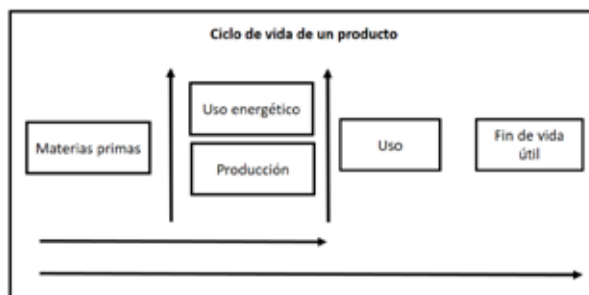 Ciclo de vida de un producto
Materias primas
Uso energético
Producción
Uso
Fin de vida
útil